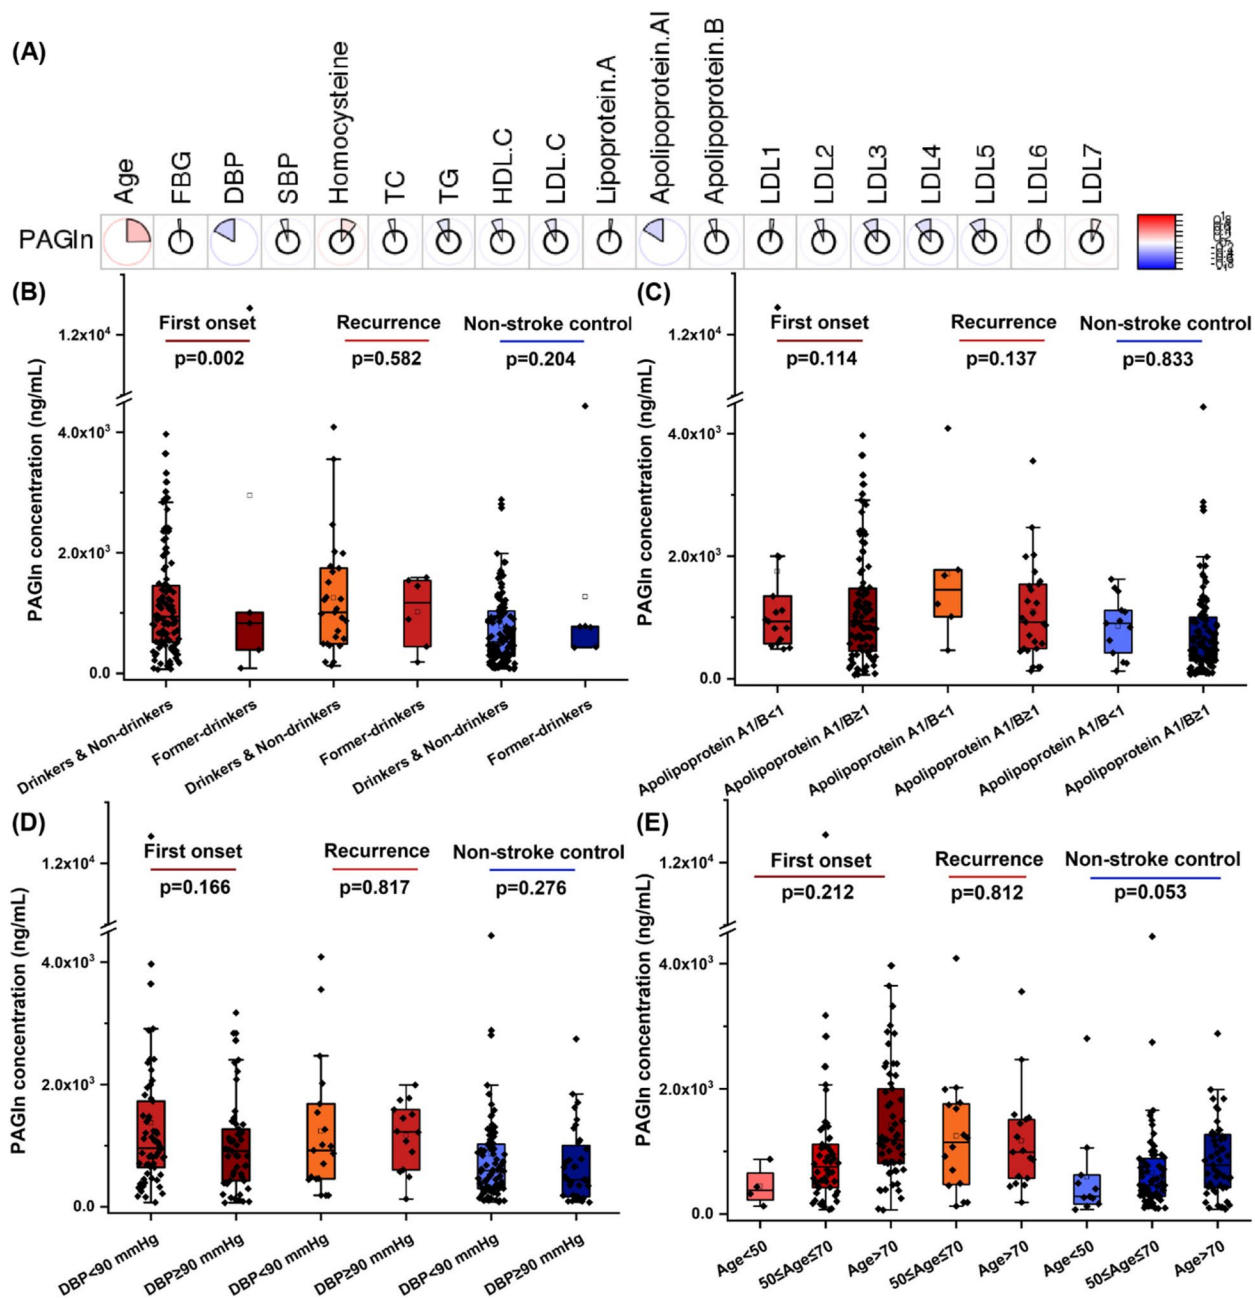 (A)
Age
FBG
DBP
SBP
Homocysteine
TC
TG
HDL.C
LDL.C
Lipoprotein.A
Apolipoprotein.AI
Apolipoprotein.B
LDL1
LDL2
LDL3
LDL4
LDL5
LDL6
LDL7
PAGln
(B)
First onset
Recurrence
Non-stroke control
p=0.002
p=0.582
p=0.204
1.2x10⁴
4.0x10³
2.0x10³
0.0
PAGln concentration (ng/mL)
Drinkers & Non-drinkers
Former-drinkers
Drinkers & Non-drinkers
Former-drinkers
Drinkers & Non-drinkers
Former-drinkers
(C)
First onset
Recurrence
Non-stroke control
p=0.114
p=0.137
p=0.833
1.2x10⁴
4.0x10³
2.0x10³
0.0
PAGln concentration (ng/mL)
Apolipoprotein A1/B<1
Apolipoprotein A1/B≥1
Apolipoprotein A1/B<1
Apolipoprotein A1/B≥1
Apolipoprotein A1/B<1
Apolipoprotein A1/B≥1
(D)
First onset
Recurrence
Non-stroke control
p=0.166
p=0.817
p=0.276
1.2x10⁴
4.0x10³
2.0x10³
0.0
PAGln concentration (ng/mL)
DBP<90 mmHg
DBP≥90 mmHg
DBP<90 mmHg
DBP≥90 mmHg
DBP<90 mmHg
DBP≥90 mmHg
(E)
First onset
Recurrence
Non-stroke control
p=0.212
p=0.812
p=0.053
1.2x10⁴
4.0x10³
2.0x10³
0.0
PAGln concentration (ng/mL)
Age<50
50≤Age≤70
Age>70
50≤Age≤70
Age>70
Age<50
50≤Age≤70
Age>70